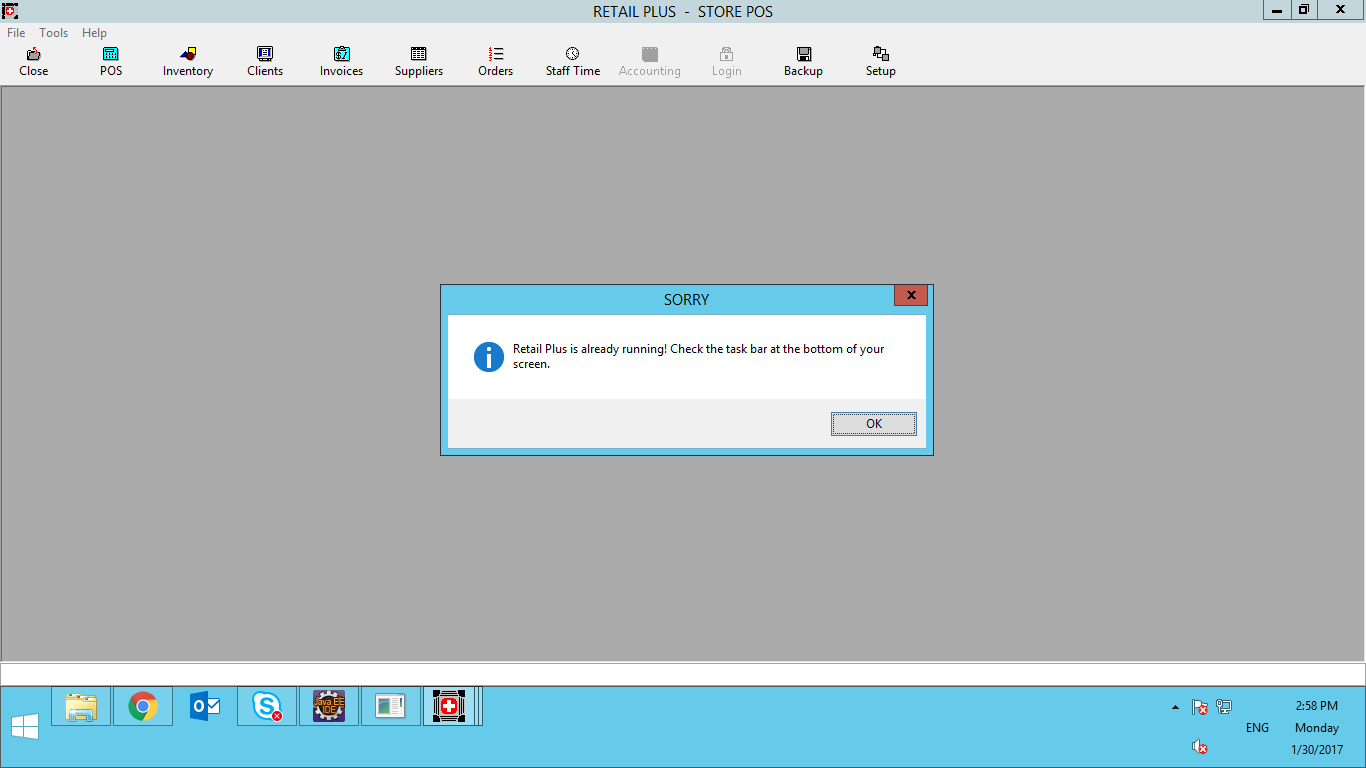 RETAIL PLUS - STORE POS
File Tools Help
Close POS Inventory Clients Invoices Suppliers Orders Staff Time Accounting Login Backup Setup
SORRY
Retail Plus is already running! Check the task bar at the bottom of your
screen.
OK
Java EE
IDE
2:58 PM
ENG Monday
1/30/2017